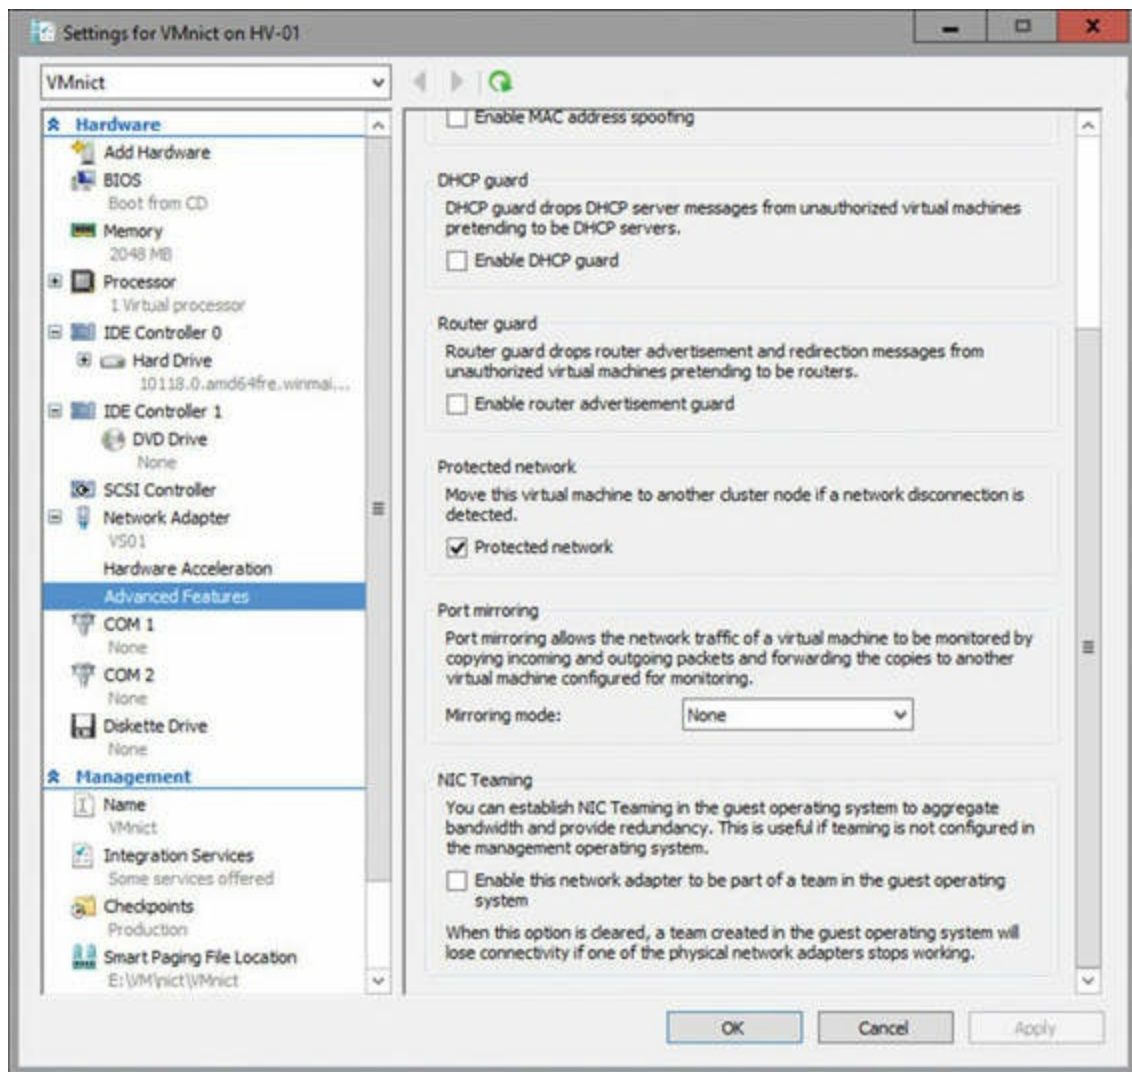 Settings for VMnict on HV-01
VMnict
Hardware
Add Hardware
BIOS
Boot from CD
Memory
2048 MB
Processor
1 Virtual processor
IDE Controller 0
Hard Drive
10118.0.amd64fre.winmai...
IDE Controller 1
DVD Drive
None
SCSI Controller
Network Adapter
VS01
Hardware Acceleration
Advanced Features
COM 1
None
COM 2
None
Diskette Drive
None
Management
Name
VMnict
Integration Services
Some services offered
Checkpoints
Production
Smart Paging File Location
E:\VM\nict\VMnict
Enable MAC address spoofing
DHCP guard
DHCP guard drops DHCP server messages from unauthorized virtual machines
pretending to be DHCP servers.
Enable DHCP guard
Router guard
Router guard drops router advertisement and redirection messages from
unauthorized virtual machines pretending to be routers.
Enable router advertisement guard
Protected network
Move this virtual machine to another cluster node if a network disconnection is
detected.
Protected network
Port mirroring
Port mirroring allows the network traffic of a virtual machine to be monitored by
copying incoming and outgoing packets and forwarding the copies to another
virtual machine configured for monitoring.
Mirroring mode:
None
NIC Teaming
You can establish NIC Teaming in the guest operating system to aggregate
bandwidth and provide redundancy. This is useful if teaming is not configured in
the management operating system.
Enable this network adapter to be part of a team in the guest operating
system
When this option is cleared, a team created in the guest operating system will
lose connectivity if one of the physical network adapters stops working.
OK
Cancel
Apply